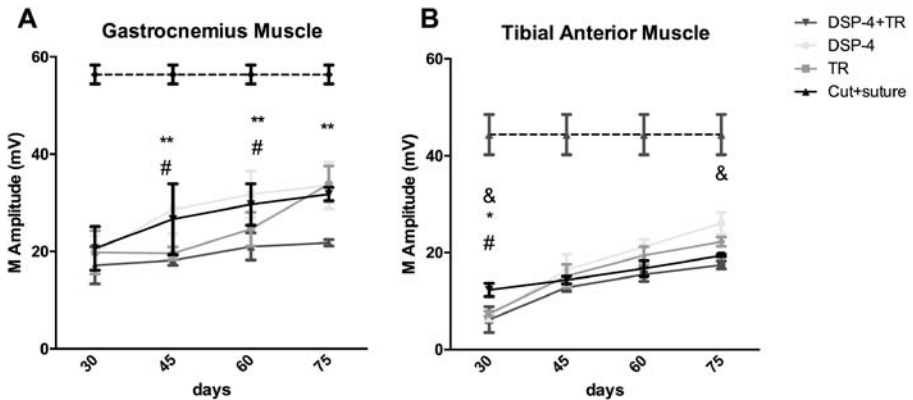 A
Gastrocnemius Muscle
M Amplitude (mV)
60
40
20
0
**
#
**
#
**
30
45
60
75
days
B
Tibial Anterior Muscle
M Amplitude (mV)
60
40
20
0
&
*
#
&
30
45
60
75
days
DSP-4+TR
DSP-4
TR
Cut+suture